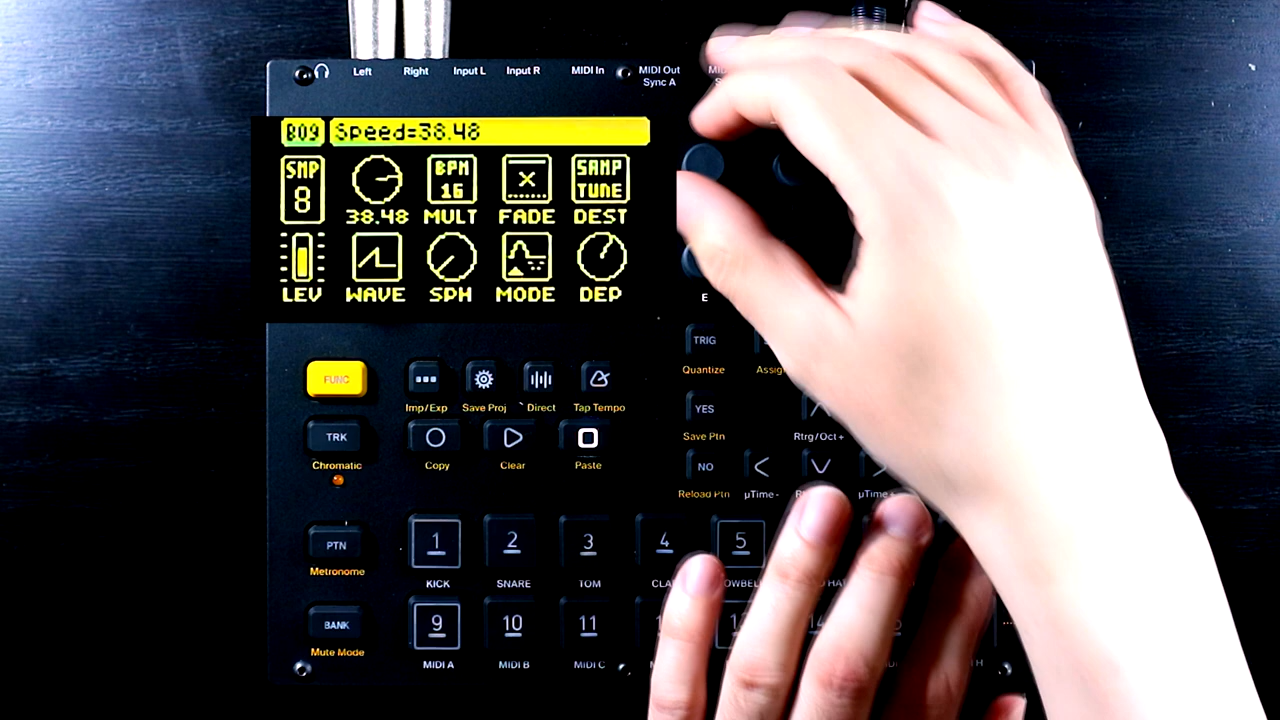 Left Right Input L Input R MIDI In MIDI Out
Sync A
B09 Speed=38.48
SMP BPM SAMP
8 16 TUNE
38.48 MULT FADE DEST
LEV WAVE SPH MODE DEP
E
TRIG
Quantize Assig
FUNC
Imp/Exp Save Proj Direct Tap Tempo
YES
Save Ptn Rtrg/Oct+
TRK
Chromatic Copy Clear Paste
NO
Reload Ptn µTime- µTime
PTN 1 2 3 4 5
Metronome KICK SNARE TOM
BANK 9 10 11
Mute Mode MIDI A MIDI B MIDI C